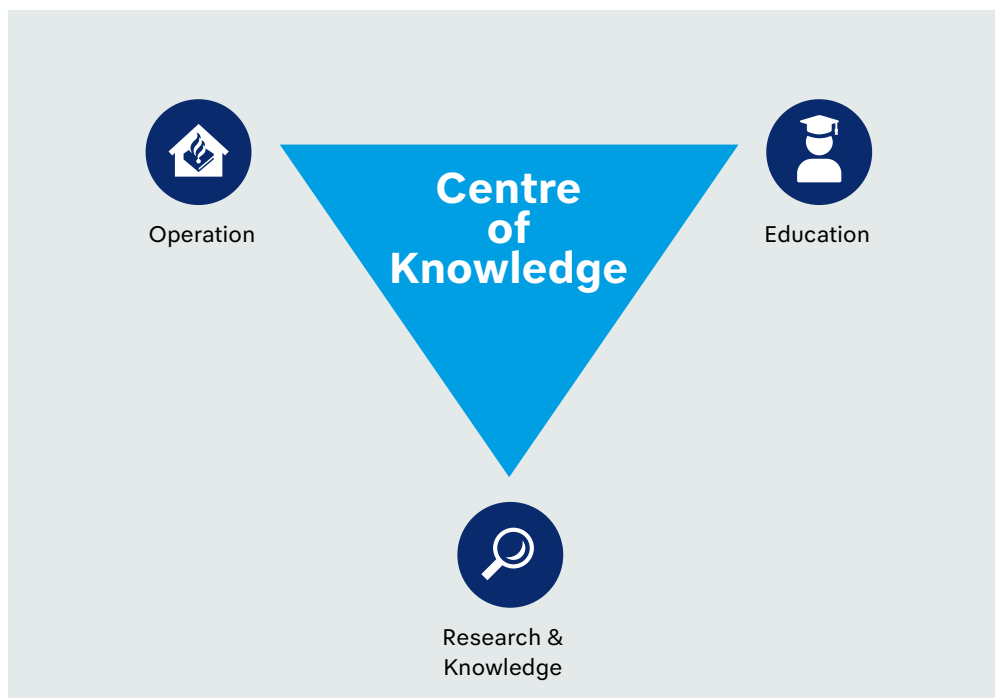 Centre
of
Knowledge
Operation
Education
Research &
Knowledge